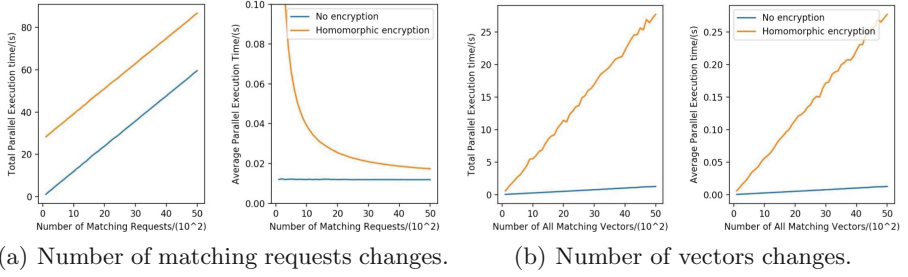 Total Parallel Execution time/(s)
80
60
40
20
0
0 10 20 30 40 50
Number of Matching Requests/(10^2)
Average Parallel Execution Time/(s)
0.10
0.08
0.06
0.04
0.02
0.00
No encryption
Homomorphic encryption
0 10 20 30 40 50
Number of Matching Requests/(10^2)
Total Parallel Execution time/(s)
25
20
15
10
5
0
No encryption
Homomorphic encryption
0 10 20 30 40 50
Number of All Matching Vectors/(10^2)
Average Parallel Execution Time/(s)
0.25
0.20
0.15
0.10
0.05
0.00
No encryption
Homomorphic encryption
0 10 20 30 40 50
Number of All Matching Vectors/(10^2)
(a) Number of matching requests changes.
(b) Number of vectors changes.